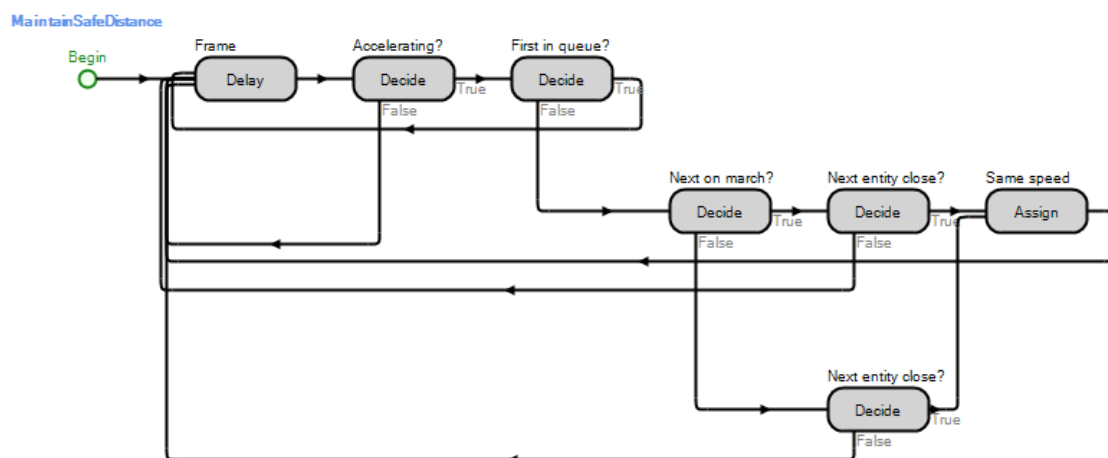 MaintainSafeDistance
Begin
Frame
Delay
Accelerating?
Decide
True
False
First in queue?
Decide
True
False
Next on march?
Decide
True
False
Next entity close?
Decide
True
False
Same speed
Assign
Next entity close?
Decide
True
False